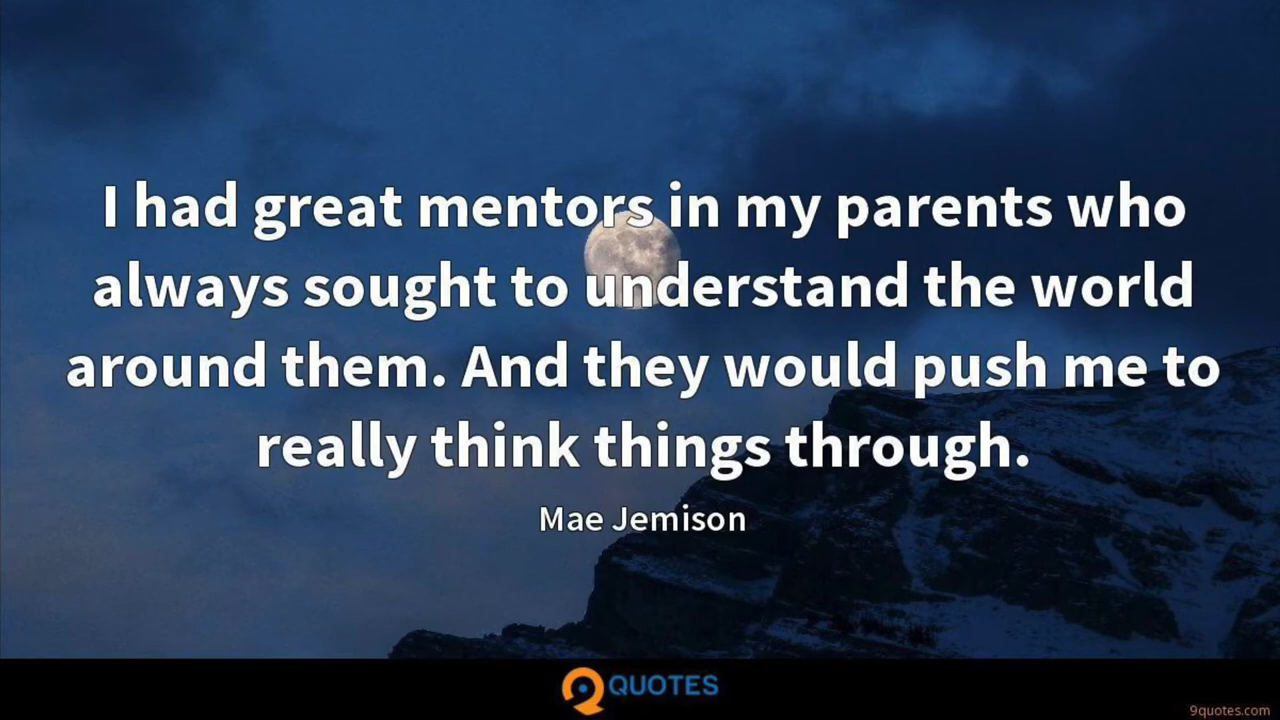 I had great mentors in my parents who
always sought to understand the world
around them. And they would push me to
really think things through.
Mae Jemison
QUOTES
9quotes.com